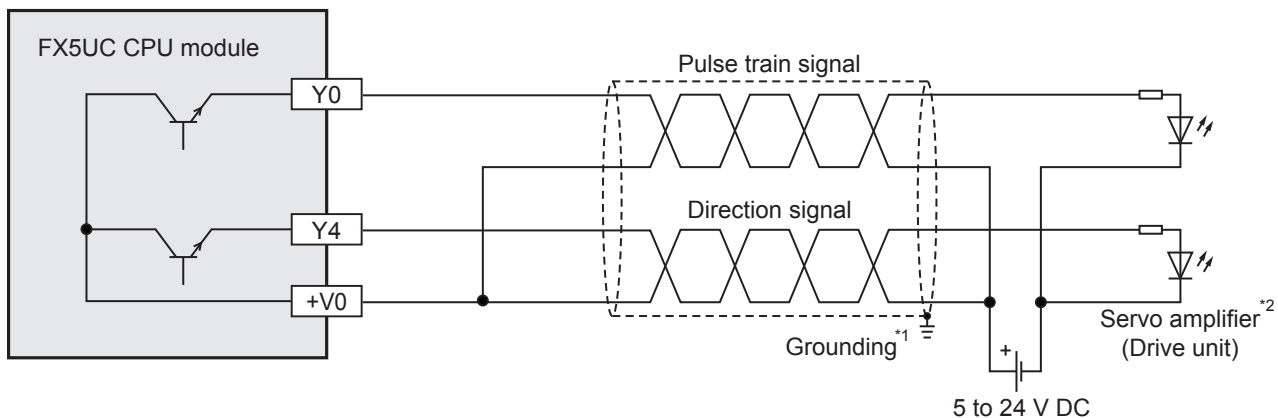 FX5UC CPU module
Pulse train signal
Y0
Direction signal
Y4
+V0
Grounding*1
Servo amplifier*2
(Drive unit)
+
5 to 24 V DC